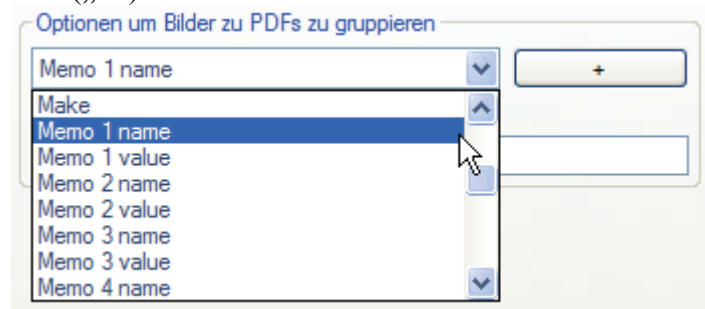 Optionen um Bilder zu PDFs zu gruppieren
Memo 1 name
+
Make
Memo 1 name
Memo 1 value
Memo 2 name
Memo 2 value
Memo 3 name
Memo 3 value
Memo 4 name